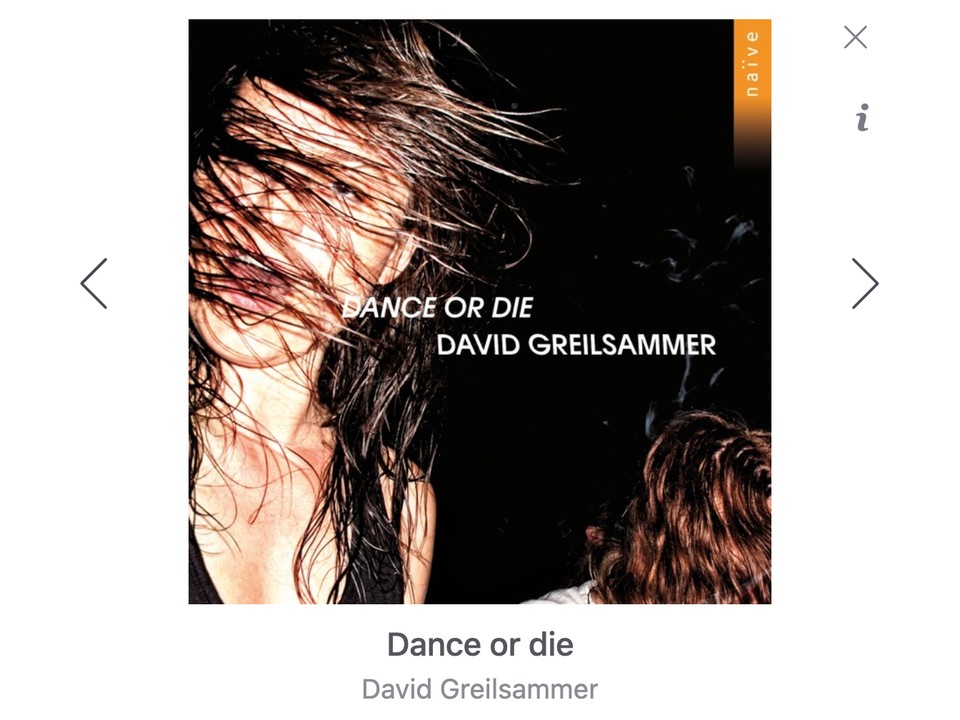 naïve
DANCE OR DIE
DAVID GREILSAMMER
Dance or die
David Greilsammer